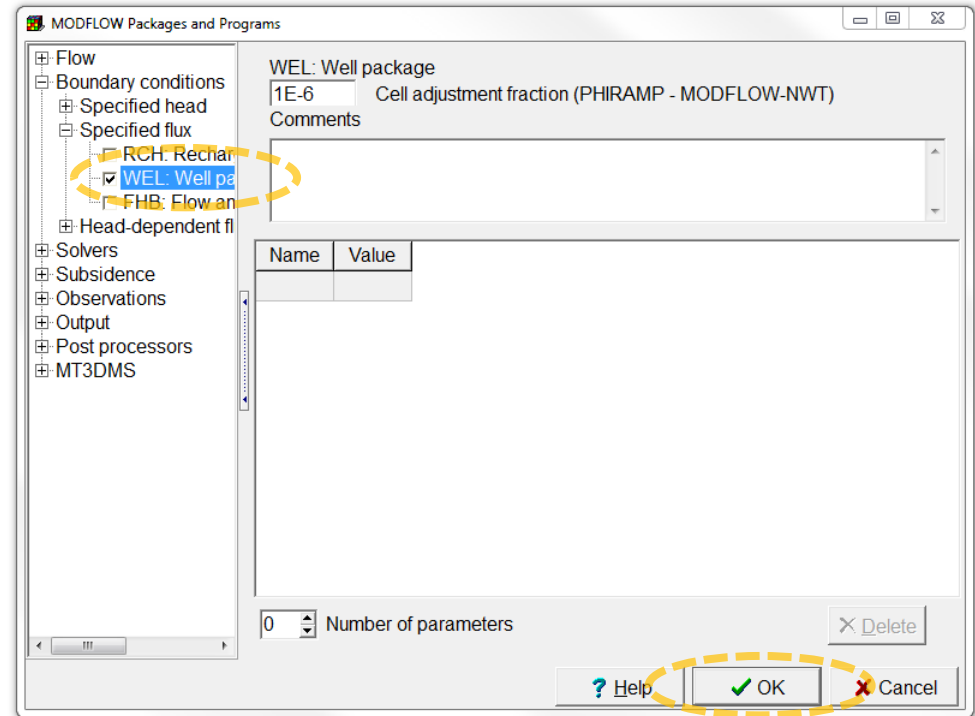 MODFLOW Packages and Programs
Flow
Boundary conditions
Specified head
Specified flux
RCH: Rechar
WEL: Well pa
FHB: Flow an
Head-dependent fl
Solvers
Subsidence
Observations
Output
Post processors
MT3DMS
WEL: Well package
1E-6 Cell adjustment fraction (PHIRAMP - MODFLOW-NWT)
Comments
Name Value
0 Number of parameters
Delete
? Help OK Cancel